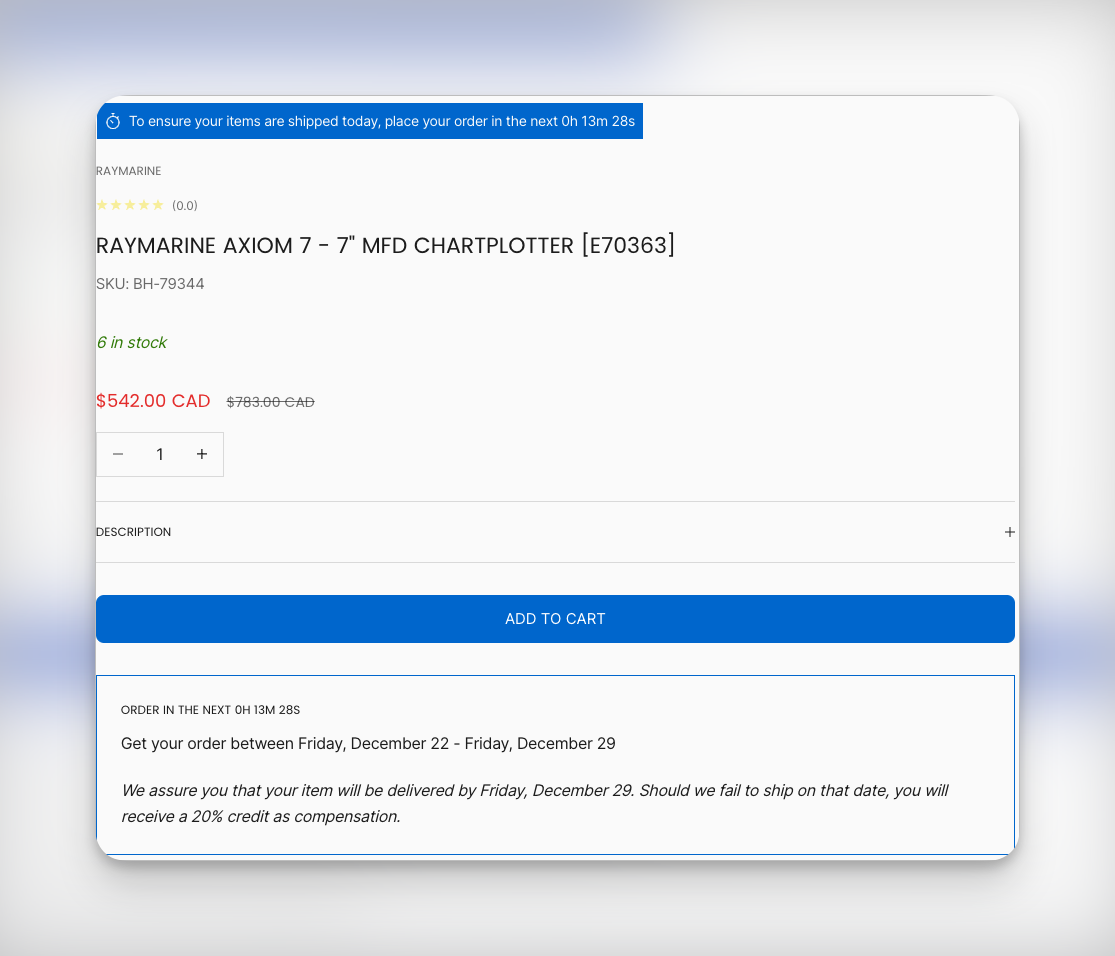 To ensure your items are shipped today, place your order in the next 0h 13m 28s
RAYMARINE
(0.0)
RAYMARINE AXIOM 7 - 7" MFD CHARTPLOTTER [E70363]
SKU: BH-79344
6 in stock
$542.00 CAD $783.00 CAD
− 1 +
DESCRIPTION +
ADD TO CART
ORDER IN THE NEXT 0H 13M 28S
Get your order between Friday, December 22 - Friday, December 29
We assure you that your item will be delivered by Friday, December 29. Should we fail to ship on that date, you will
receive a 20% credit as compensation.